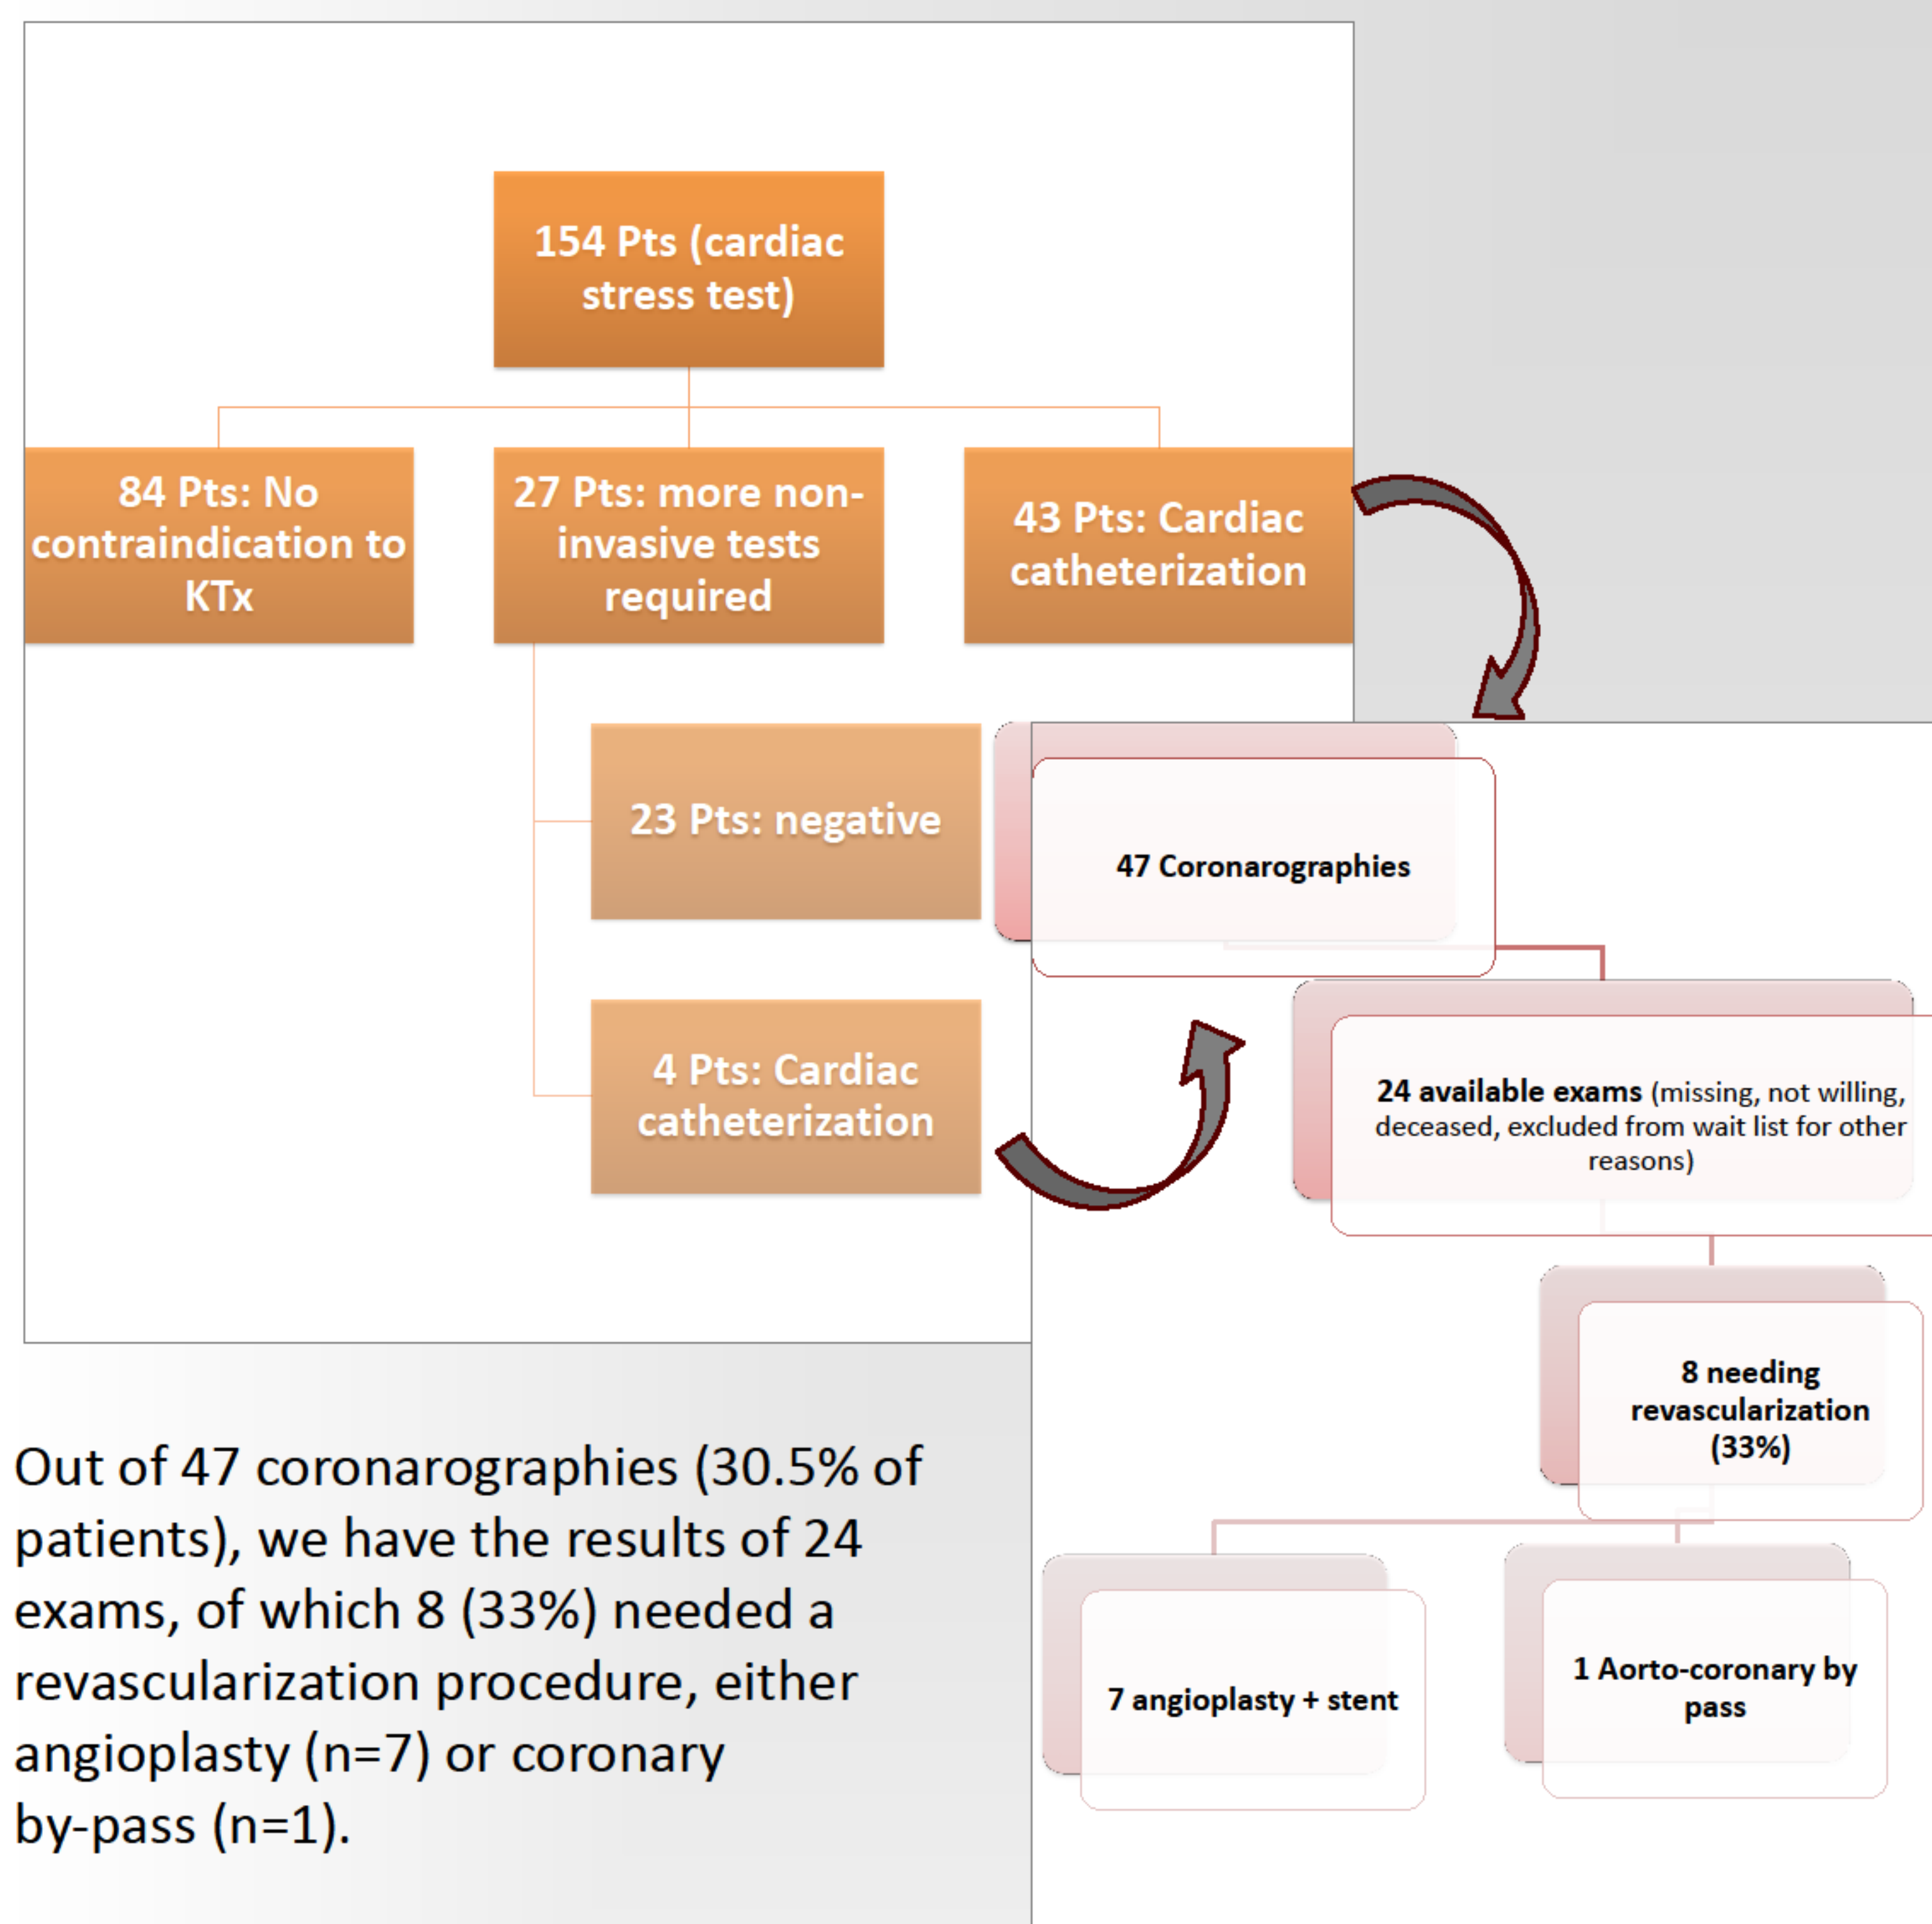 154 Pts (cardiac
stress test)
84 Pts: No
contraindication to
KTx
27 Pts: more non-
invasive tests
required
43 Pts: Cardiac
catheterization
23 Pts: negative
4 Pts: Cardiac
catheterization
47 Coronarographies
24 available exams (missing, not willing,
deceased, excluded from wait list for other
reasons)
8 needing
revascularization
(33%)
7 angioplasty + stent
1 Aorto-coronary by
pass
Out of 47 coronarographies (30.5% of
patients), we have the results of 24
exams, of which 8 (33%) needed a
revascularization procedure, either
angioplasty (n=7) or coronary
by-pass (n=1).